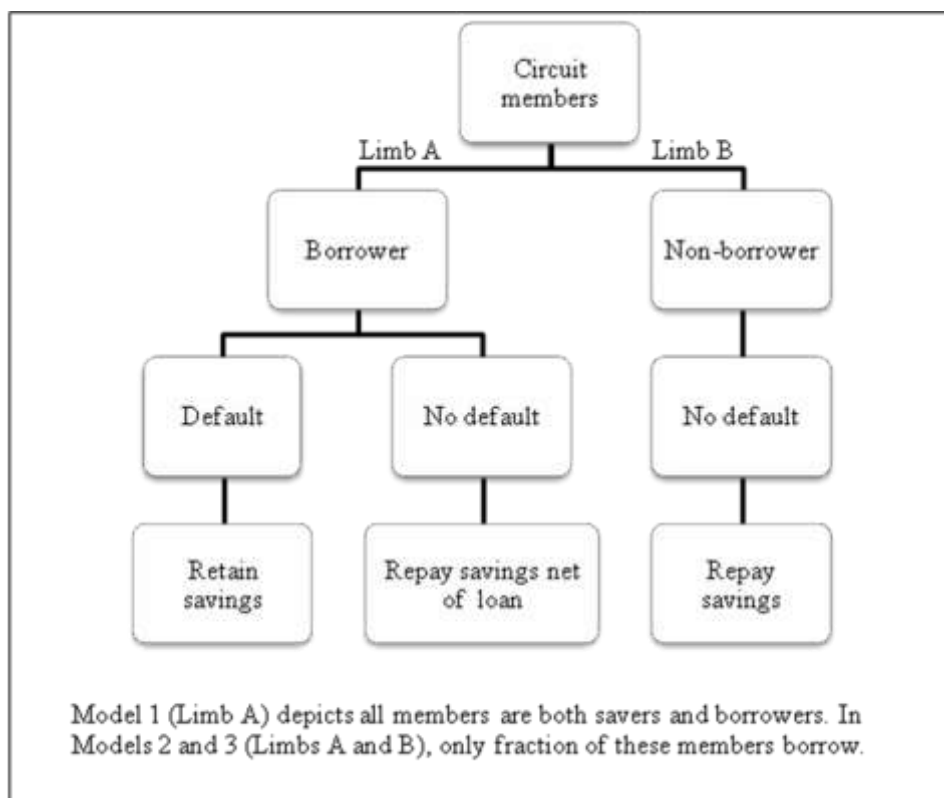 Circuit
members
Limb A
Limb B
Borrower
Non-borrower
Default
No default
No default
Retain
savings
Repay savings net
of loan
Repay
savings
Model 1 (Limb A) depicts all members are both savers and borrowers. In
Models 2 and 3 (Limbs A and B), only fraction of these members borrow.